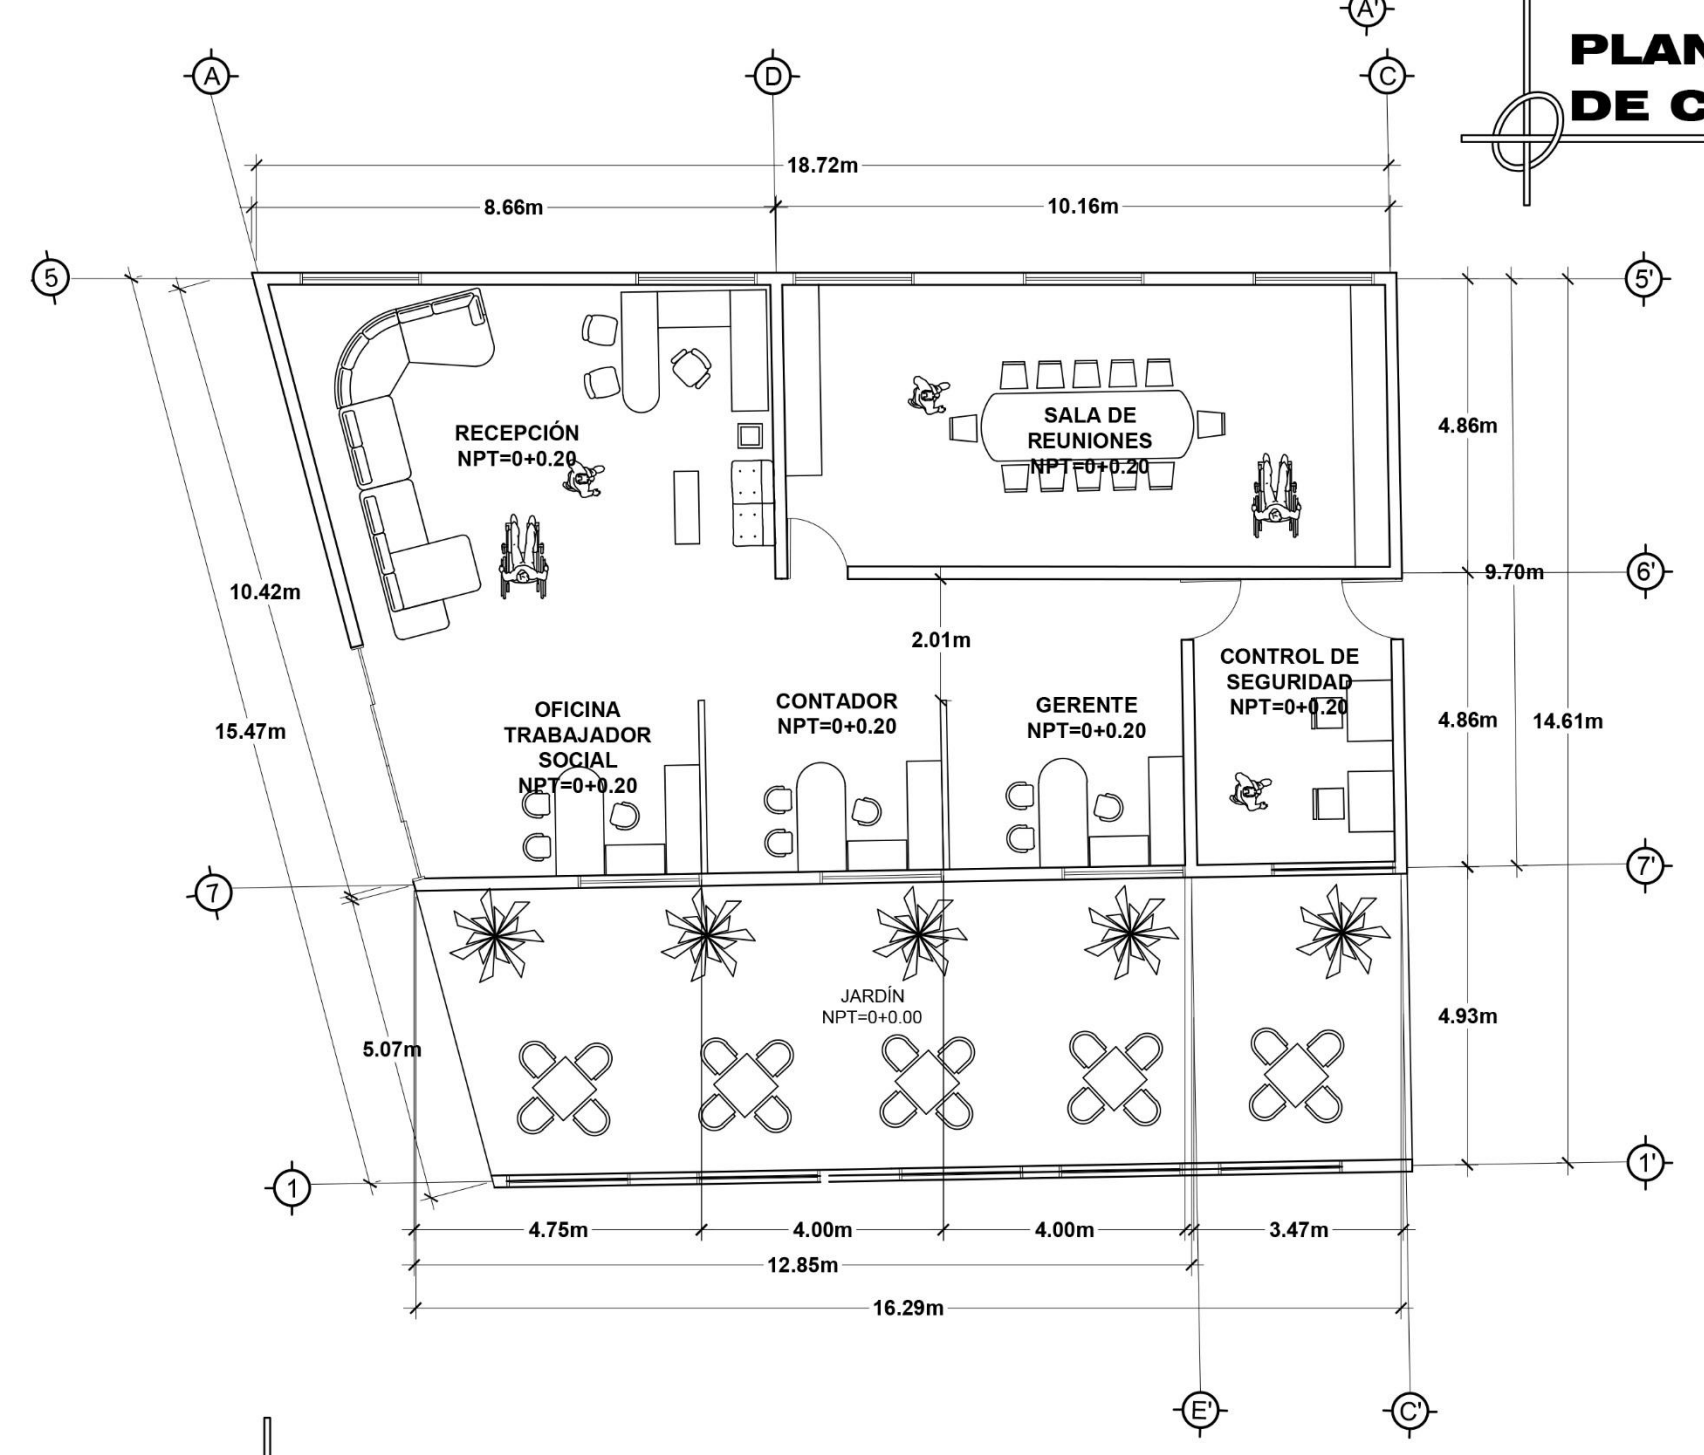 A'
PLAN
DE C
A
D
C
18.72m
8.66m
10.16m
5
5'
RECEPCIÓN
NPT=0+0.20
SALA DE
REUNIONES
NPT=0+0.20
4.86m
10.42m
9.70m
6'
2.01m
CONTROL DE
SEGURIDAD
NPT=0+0.20
OFICINA
TRABAJADOR
SOCIAL
NPT=0+0.20
CONTADOR
NPT=0+0.20
GERENTE
NPT=0+0.20
15.47m
4.86m
14.61m
7
7'
JARDÍN
NPT=0+0.00
4.93m
5.07m
1
1'
4.75m
4.00m
4.00m
3.47m
12.85m
16.29m
E'
C'